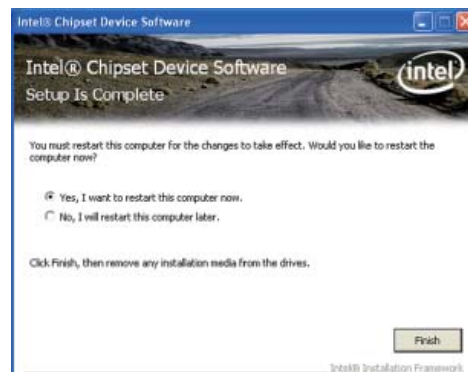 Intel® Chipset Device Software
Intel® Chipset Device Software
Setup Is Complete
intel
You must restart this computer for the changes to take effect. Would you like to restart the
computer now?
Yes, I want to restart this computer now.
No, I will restart this computer later.
Click Finish, then remove any installation media from the drives.
Finish
Intel® Installation Framework